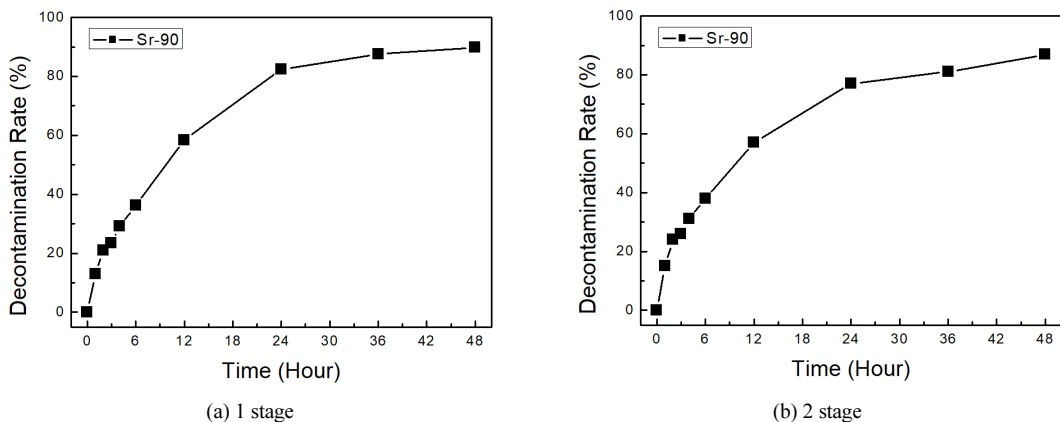 100
80
60
40
20
0
Decontamination Rate (%)
Sr-90
0 6 12 18 24 30 36 42 48
Time (Hour)
(a) 1 stage
100
80
60
40
20
0
Decontamination Rate (%)
Sr-90
0 6 12 18 24 30 36 42 48
Time (Hour)
(b) 2 stage